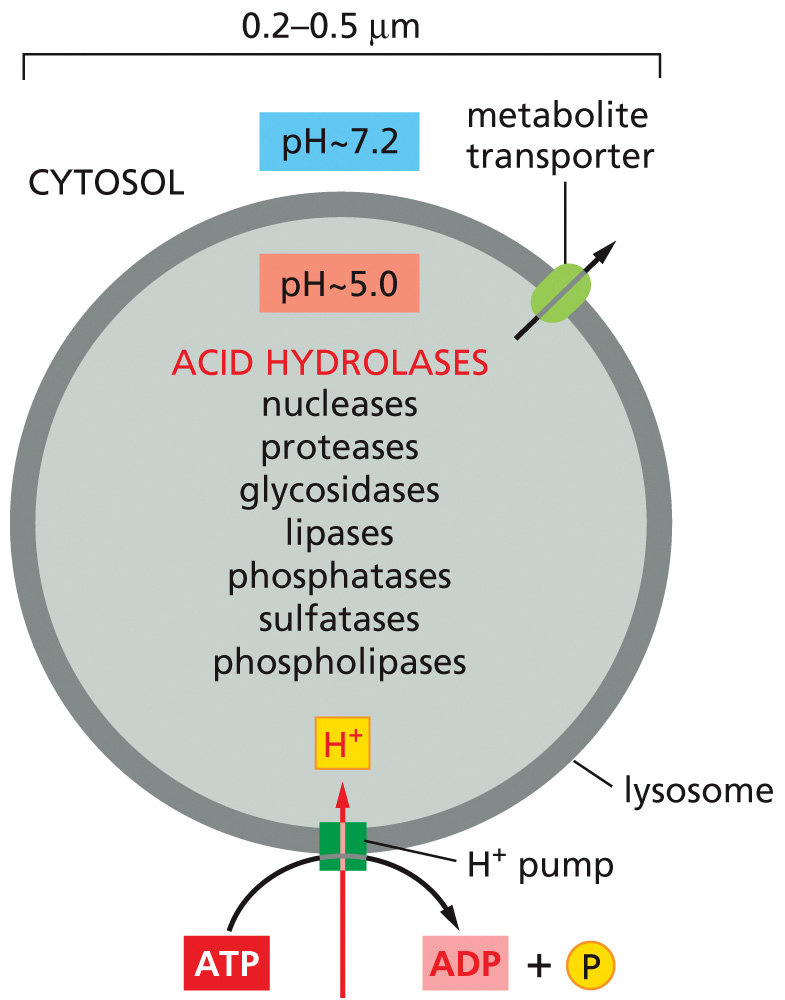 0.2–0.5 μm
pH~7.2
metabolite
transporter
CYTOSOL
pH~5.0
ACID HYDROLASES
nucleases
proteases
glycosidases
lipases
phosphatases
sulfatases
phospholipases
H⁺
lysosome
H⁺ pump
ATP
ADP + P